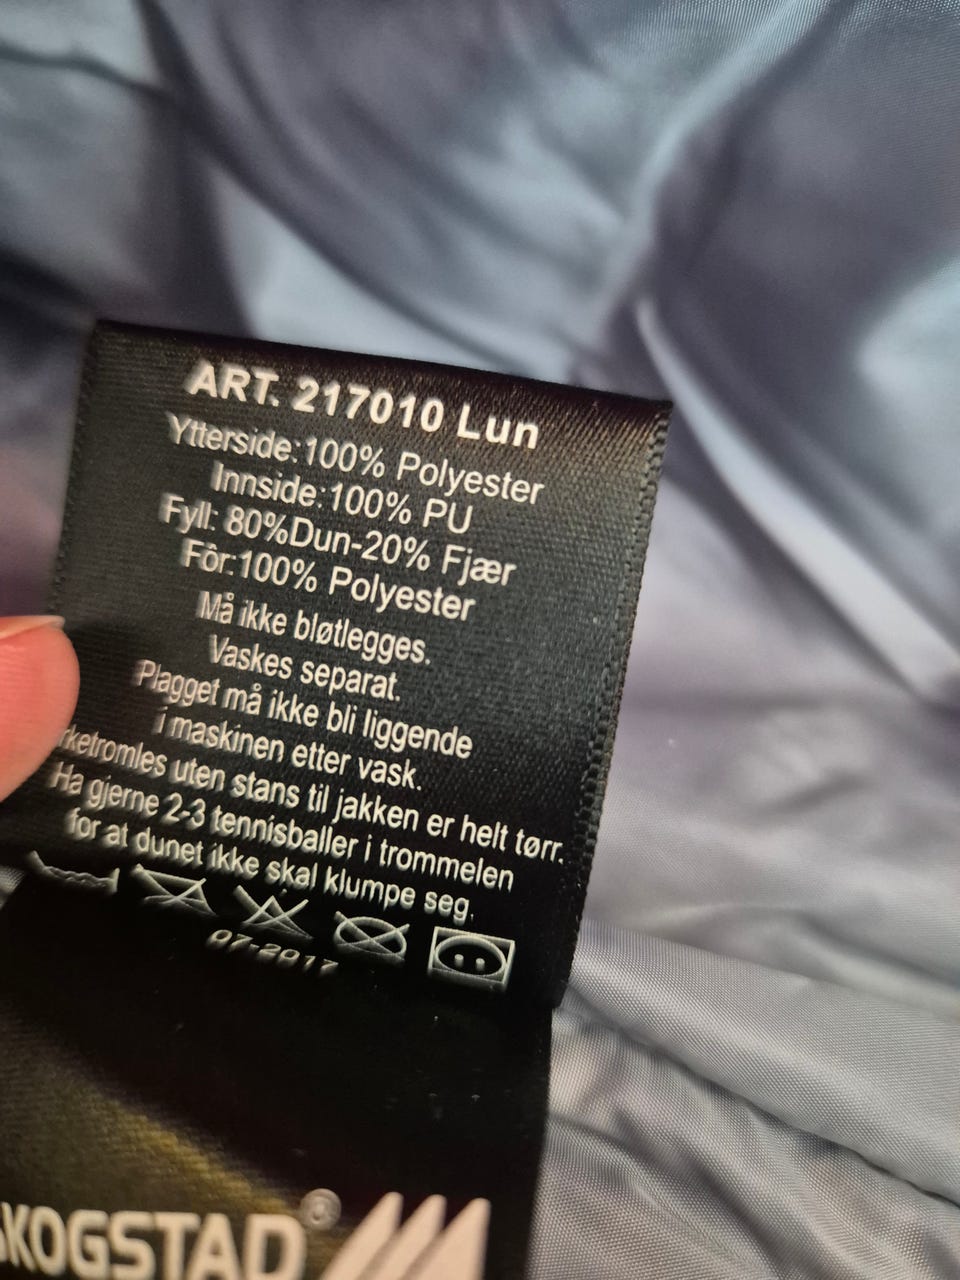 ART. 217010 Lun
Ytterside:100% Polyester
Innside:100% PU
Fyll: 80%Dun-20% Fjær
Fôr:100% Polyester
Må ikke bløtlegges.
Vaskes separat.
Plagget må ikke bli liggende
i maskinen etter vask.
rketromles uten stans til jakken er helt tørr.
Ha gjerne 2-3 tennisballer i trommelen
for at dunet ikke skal klumpe seg.
07-2017
SKOGSTAD®